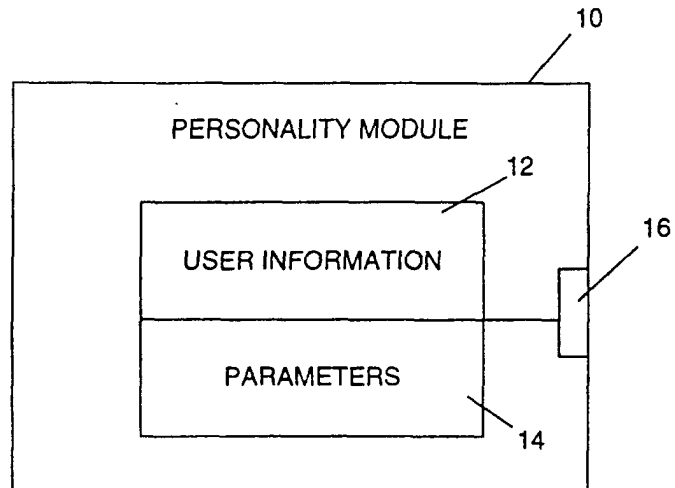 10
PERSONALITY MODULE
12
USER INFORMATION
16
PARAMETERS
14